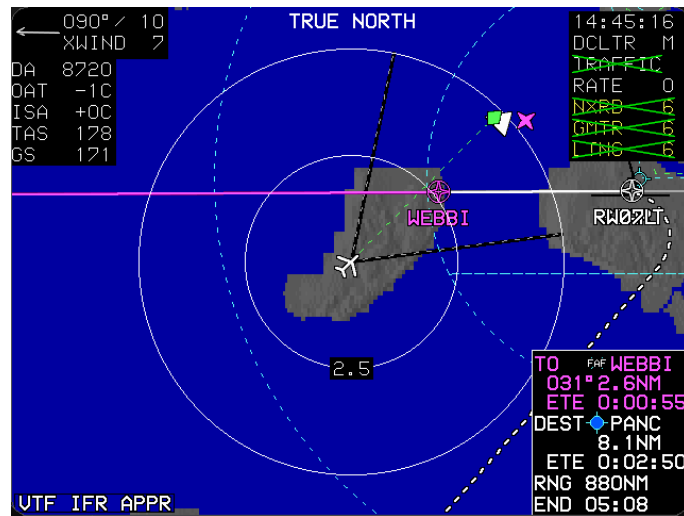 090°/ 10
XWIND 7
DA 8720
OAT -1C
ISA +0C
TAS 178
GS 171
TRUE NORTH
14:45:16
DCLTR M
TRAFFIC
RATE 0
NXRB 6
GMTR 6
LTNG 6
WEBBI
RW07LT
2.5
TO FAF WEBBI
031° 2.6NM
ETE 0:00:55
DEST PANC
8.1NM
ETE 0:02:50
RNG 880NM
END 05:08
VTF IFR APPR